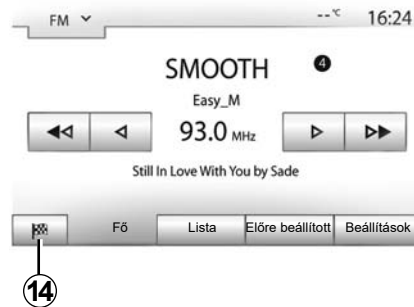 FM --°C 16:24
SMOOTH 4
Easy_M
93.0 MHz
Still In Love With You by Sade
Fő Lista Előre beállított Beállítások
14